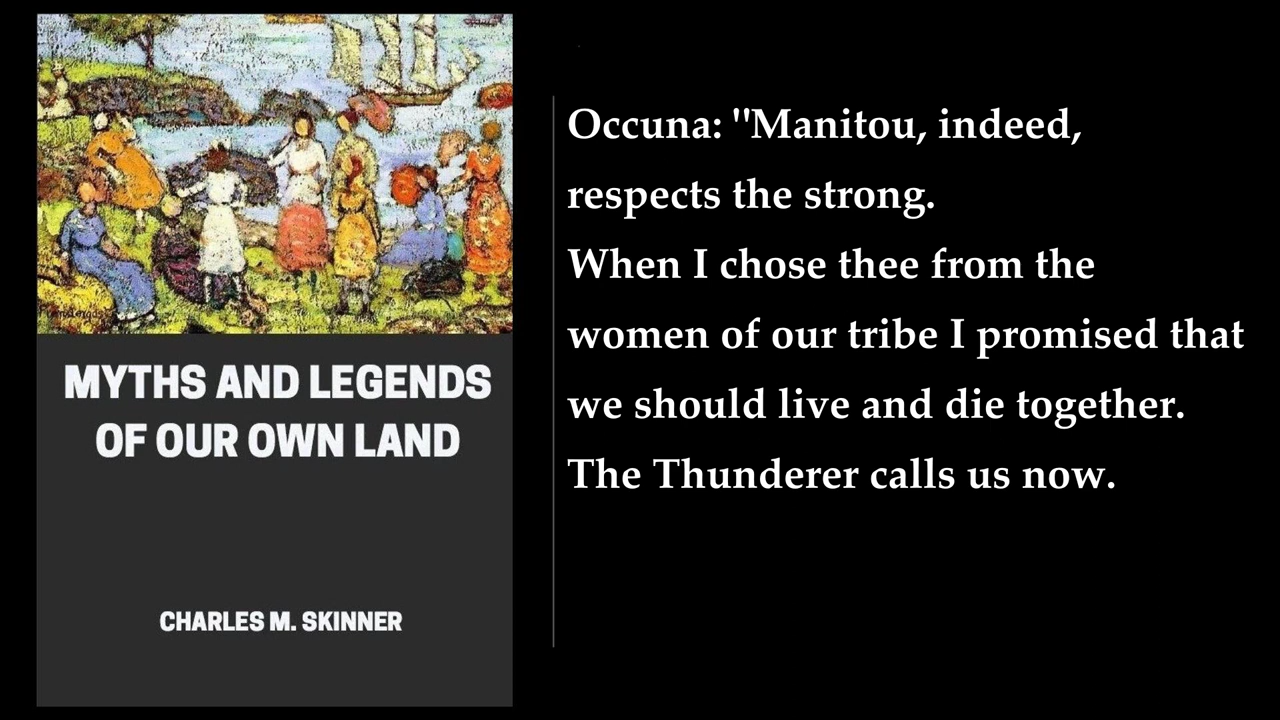 MYTHS AND LEGENDS
OF OUR OWN LAND
CHARLES M. SKINNER
Occuna: "Manitou, indeed,
respects the strong.
When I chose thee from the
women of our tribe I promised that
we should live and die together.
The Thunderer calls us now.